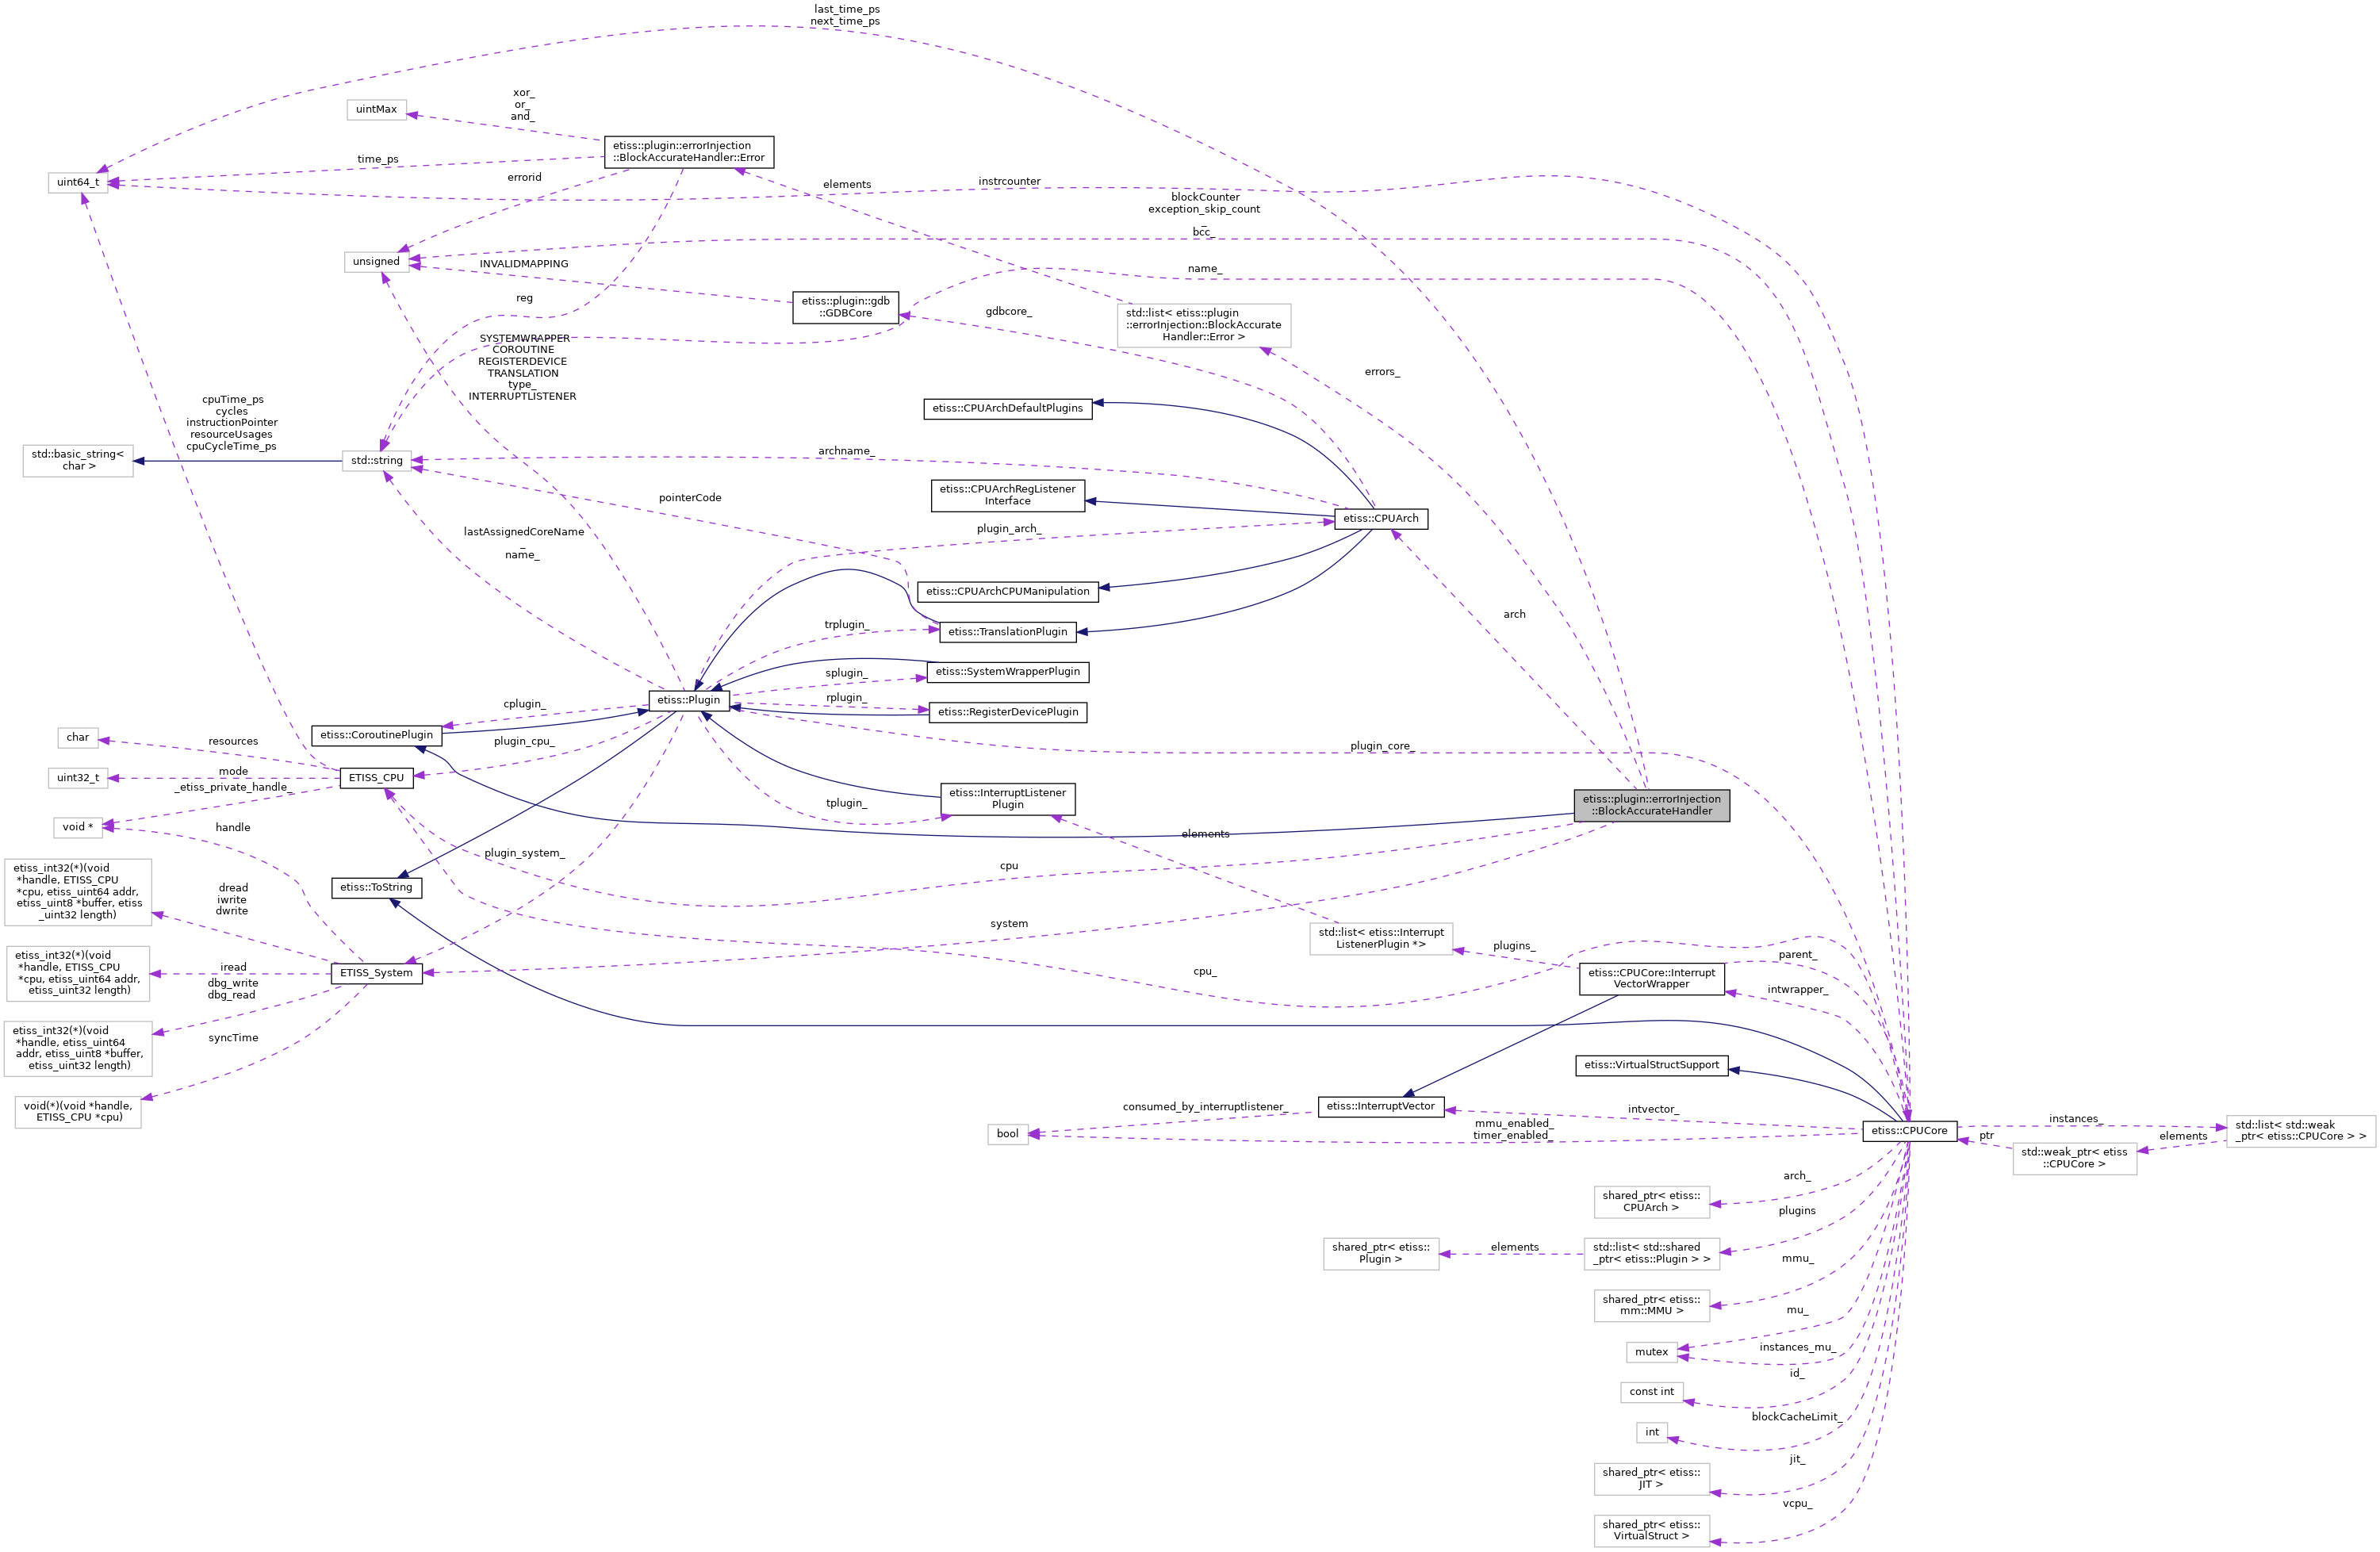 last_time_ps
next_time_ps
xor_
or_
and_
uintMax
etiss::plugin::errorInjection
::BlockAccurateHandler::Error
time_ps
uint64_t
errorid
elements
instrcounter
blockCounter
exception_skip_count
_
bcc_
unsigned
INVALIDMAPPING
name_
reg
etiss::plugin::gdb
::GDBCore
gdbcore_
std::list< etiss::plugin
::errorInjection::BlockAccurate
Handler::Error >
SYSTEMWRAPPER
COROUTINE
REGISTERDEVICE
TRANSLATION
type_
INTERRUPTLISTENER
errors_
cpuTime_ps
cycles
instructionPointer
resourceUsages
cpuCycleTime_ps
etiss::CPUArchDefaultPlugins
std::basic_string<
char >
std::string
archname_
pointerCode
etiss::CPUArchRegListener
Interface
etiss::CPUArch
plugin_arch_
lastAssignedCoreName
_
name_
etiss::CPUArchCPUManipulation
arch
trplugin_
etiss::TranslationPlugin
splugin_
etiss::SystemWrapperPlugin
etiss::Plugin
rplugin_
etiss::RegisterDevicePlugin
cplugin_
etiss::CoroutinePlugin
char
resources
plugin_cpu_
plugin_core_
uint32_t
mode
ETISS_CPU
_etiss_private_handle_
etiss::InterruptListener
Plugin
tplugin_
etiss::plugin::errorInjection
::BlockAccurateHandler
void *
handle
elements
plugin_system_
cpu
etiss::ToString
etiss_int32(*)(void
*handle, ETISS_CPU
*cpu, etiss_uint64 addr,
etiss_uint8 *buffer, etiss
_uint32 length)
dread
iwrite
dwrite
system
std::list< etiss::Interrupt
ListenerPlugin *>
plugins_
parent_
etiss_int32(*)(void
*handle, ETISS_CPU
*cpu, etiss_uint64 addr,
etiss_uint32 length)
iread
ETISS_System
cpu_
etiss::CPUCore::Interrupt
VectorWrapper
intwrapper_
dbg_write
dbg_read
etiss_int32(*)(void
*handle, etiss_uint64
addr, etiss_uint8 *buffer,
etiss_uint32 length)
syncTime
etiss::VirtualStructSupport
void(*)(void *handle,
ETISS_CPU *cpu)
consumed_by_interruptlistener_
etiss::InterruptVector
intvector_
bool
mmu_enabled_
timer_enabled_
etiss::CPUCore
instances_
std::list< std::weak
_ptr< etiss::CPUCore > >
ptr
elements
std::weak_ptr< etiss
::CPUCore >
arch_
shared_ptr< etiss::
CPUArch >
plugins
shared_ptr< etiss::
Plugin >
elements
std::list< std::shared
_ptr< etiss::Plugin > >
mmu_
shared_ptr< etiss::
mm::MMU >
mu_
mutex
instances_mu_
id_
const int
blockCacheLimit_
int
jit_
shared_ptr< etiss::
JIT >
vcpu_
shared_ptr< etiss::
VirtualStruct >